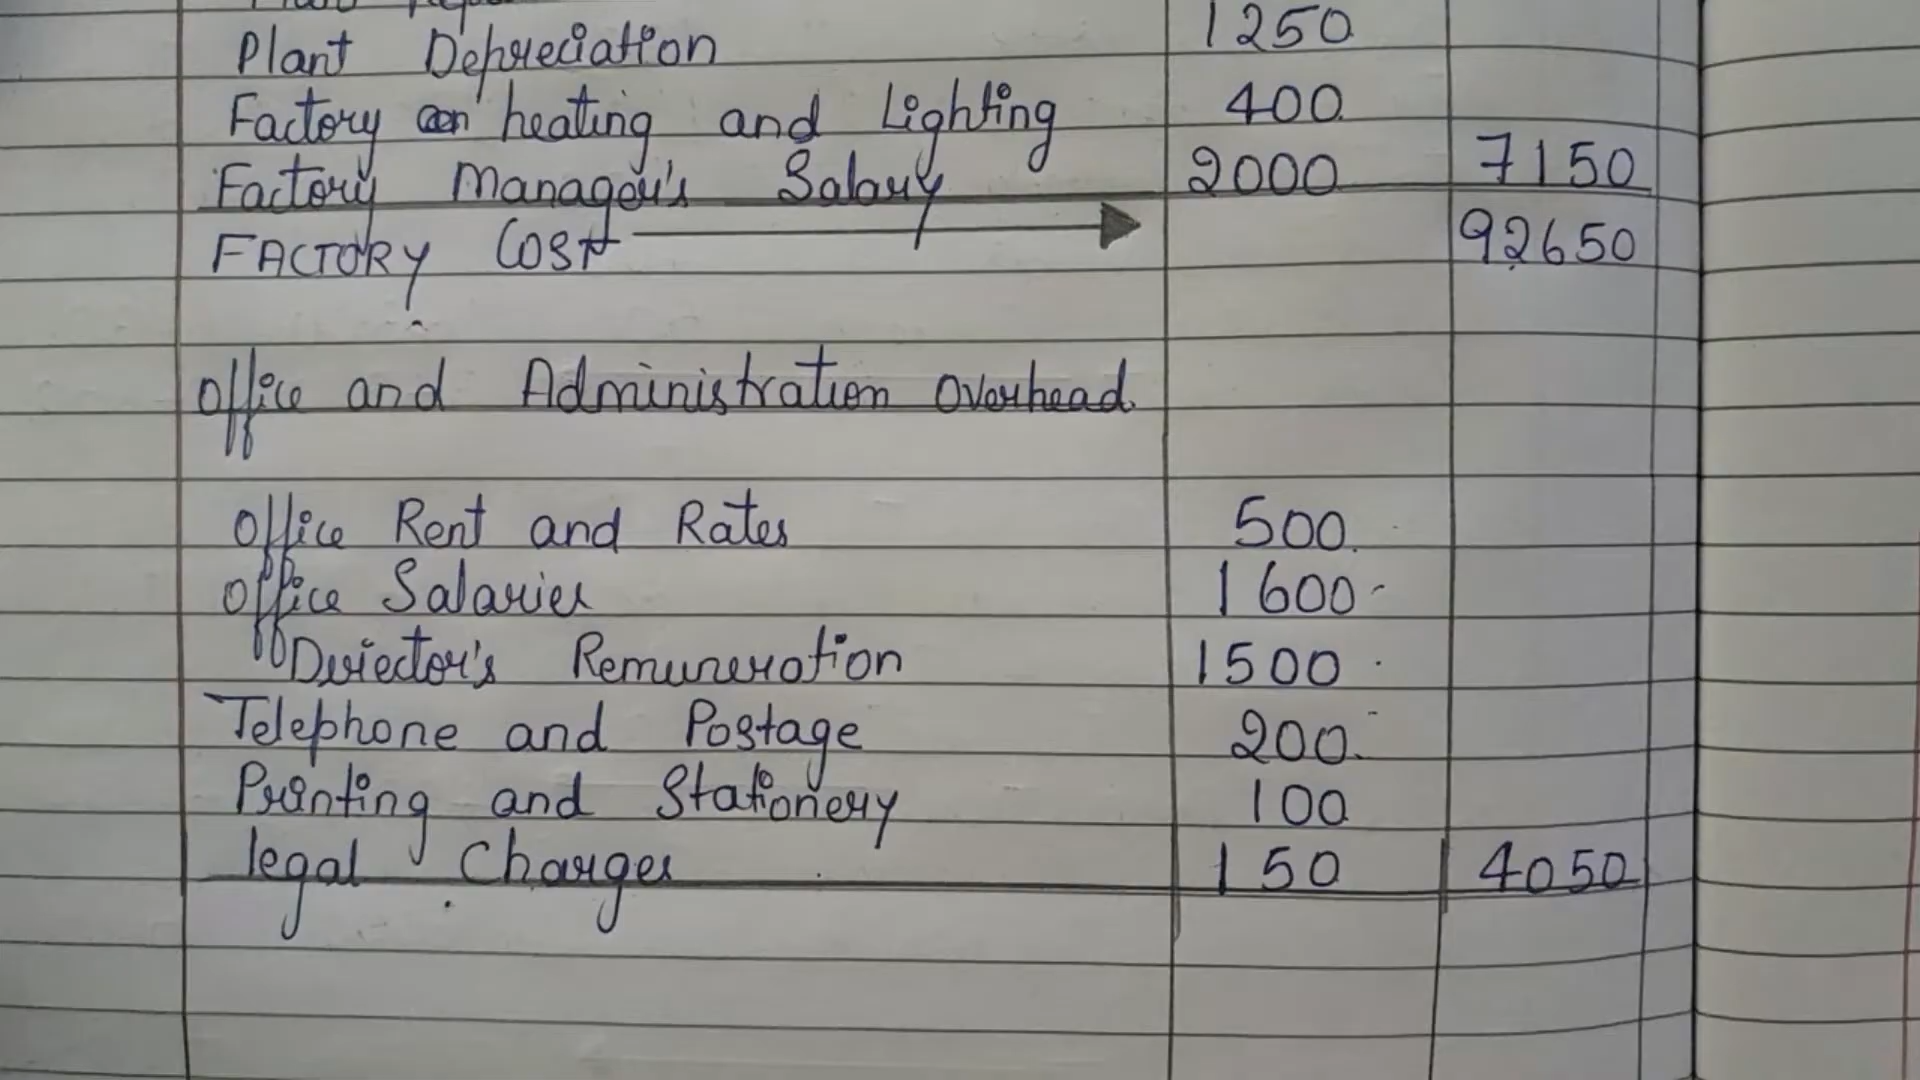 Plant Depreciation 1250
Factory heating and Lighting 400
Factory Manager's Salary 2000 7150
FACTORY COST 92650
Office and Administration Overhead
Office Rent and Rates 500
Office Salaries 1600
Director's Remuneration 1500
Telephone and Postage 200
Printing and Stationery 100
legal Charges 150 4050